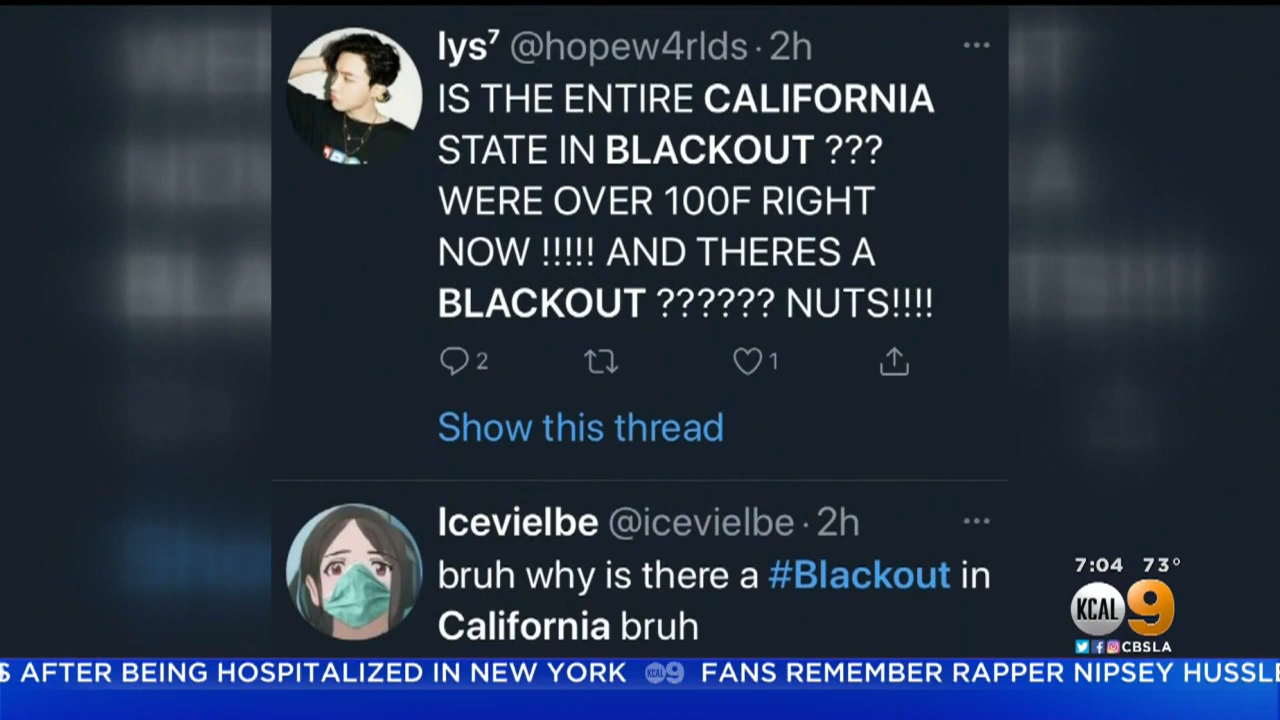 lys⁷ @hopew4rlds · 2h
IS THE ENTIRE CALIFORNIA
STATE IN BLACKOUT ???
WERE OVER 100F RIGHT
NOW !!!!! AND THERES A
BLACKOUT ?????? NUTS!!!!
2
1
Show this thread
Icevielbe @icevielbe · 2h
bruh why is there a #Blackout in
California bruh
7:04 73°
KCAL 9
CBSLA
S AFTER BEING HOSPITALIZED IN NEW YORK KCAL9 FANS REMEMBER RAPPER NIPSEY HUSSLE